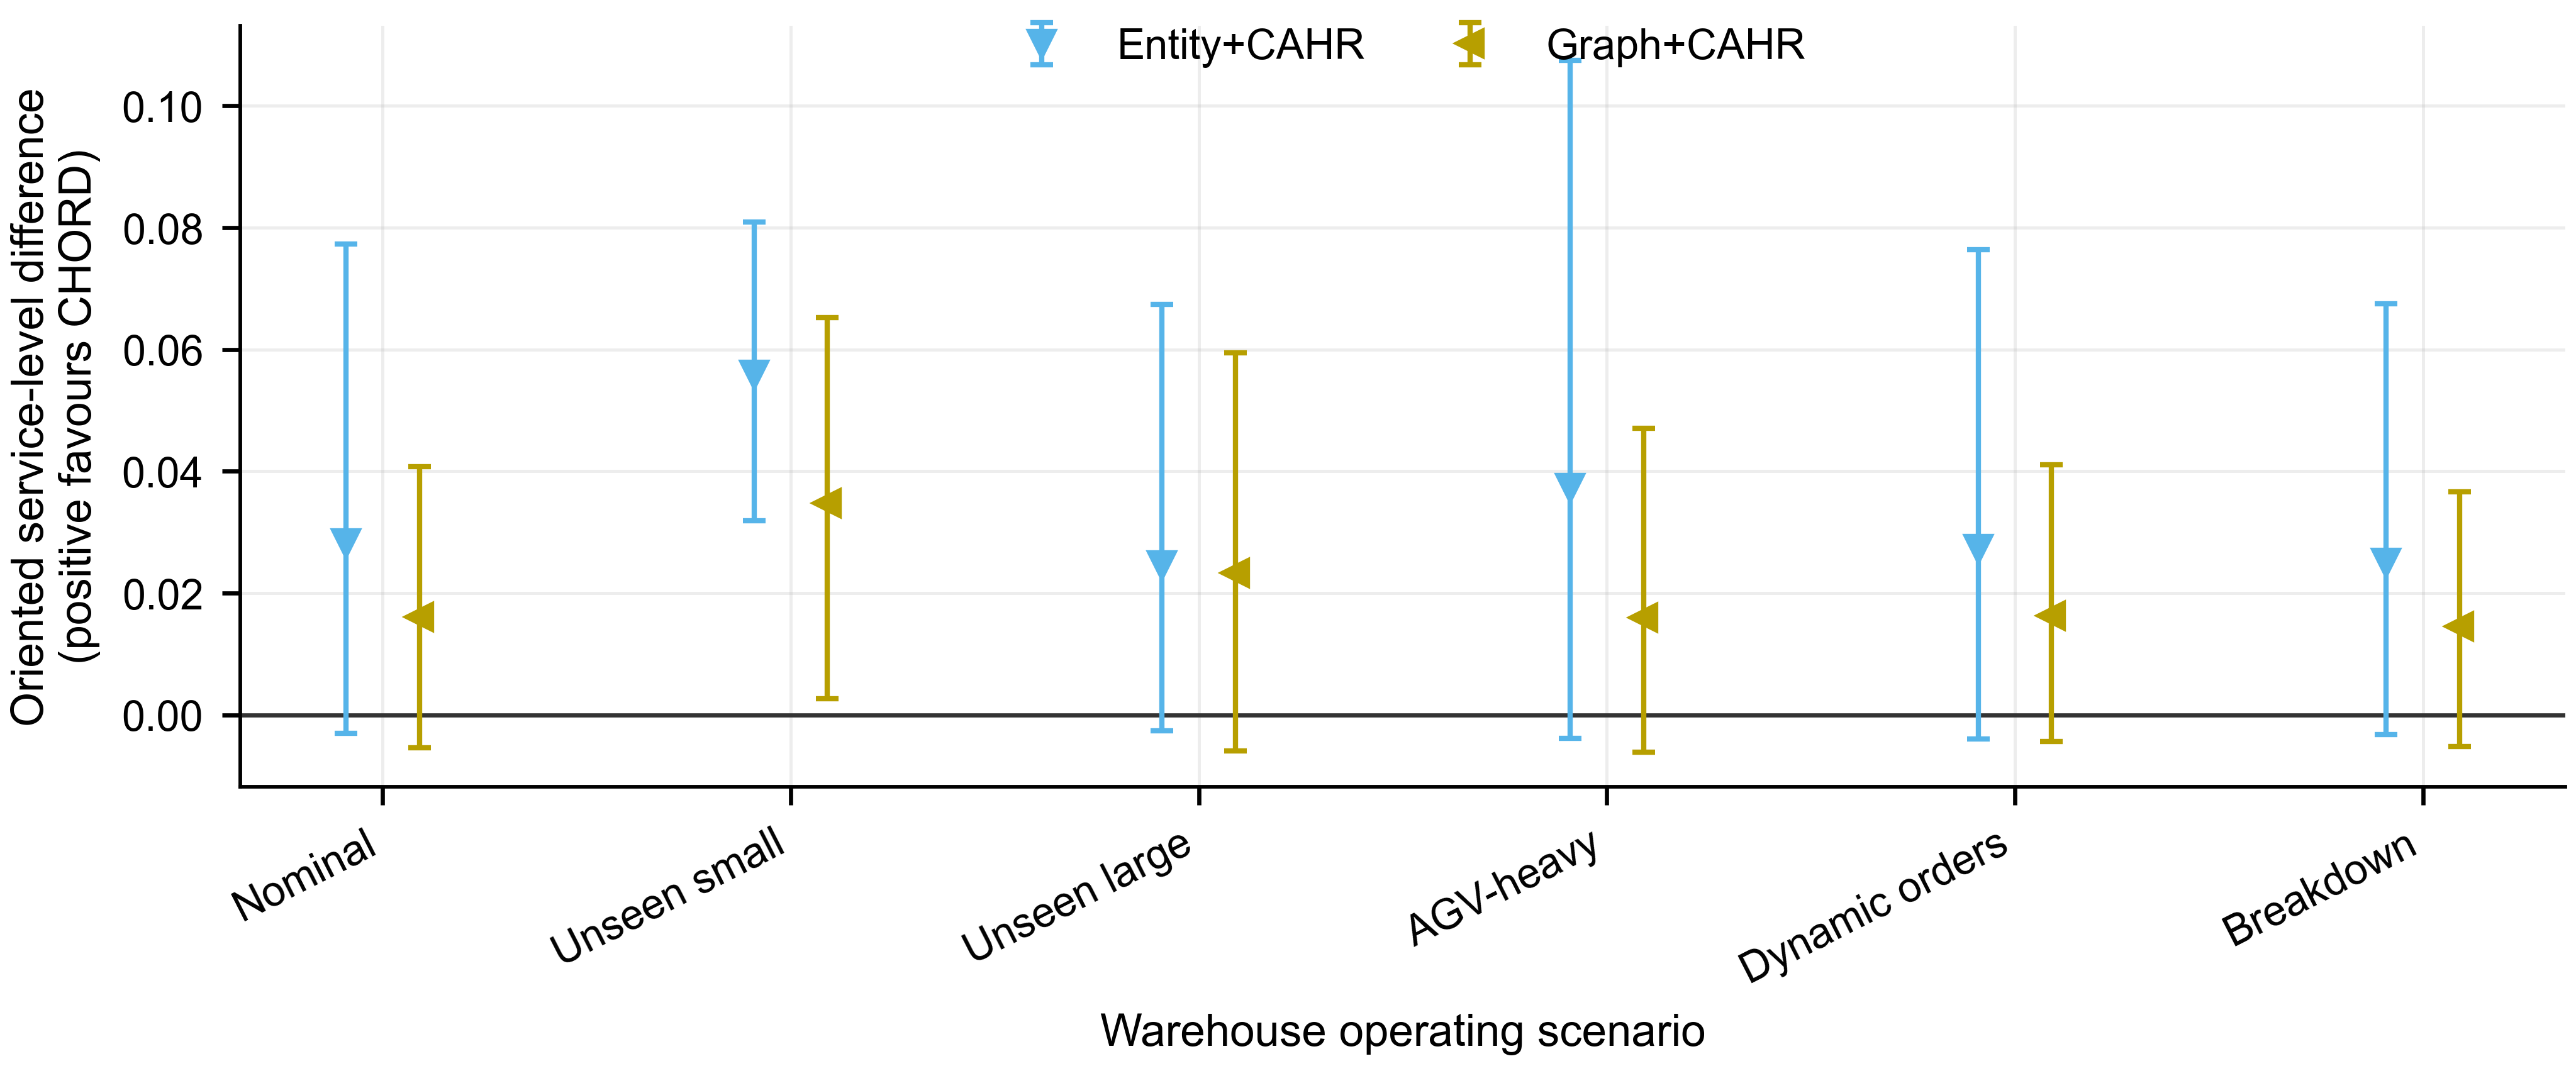 Entity+CAHR
Graph+CAHR
Oriented service-level difference
(positive favours CHORD)
0.10
0.08
0.06
0.04
0.02
0.00
Nominal
Unseen small
Unseen large
AGV-heavy
Dynamic orders
Breakdown
Warehouse operating scenario